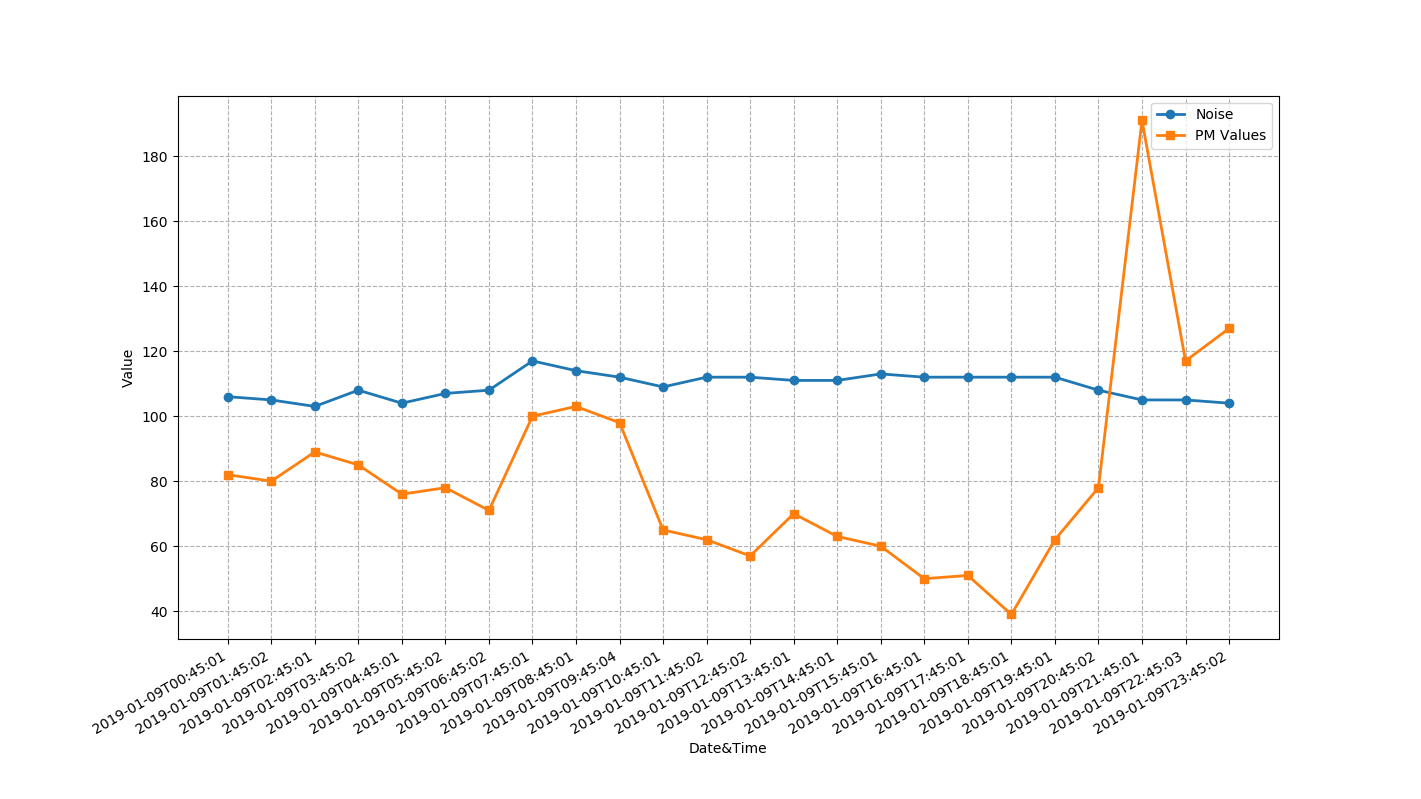 Noise
PM Values
180
160
140
120
100
80
60
40
Value
2019-01-09T00:45:01
2019-01-09T01:45:02
2019-01-09T02:45:01
2019-01-09T03:45:02
2019-01-09T04:45:01
2019-01-09T05:45:02
2019-01-09T06:45:02
2019-01-09T07:45:01
2019-01-09T08:45:01
2019-01-09T09:45:04
2019-01-09T10:45:01
2019-01-09T11:45:02
2019-01-09T12:45:02
2019-01-09T13:45:01
2019-01-09T14:45:01
2019-01-09T15:45:01
2019-01-09T16:45:01
2019-01-09T17:45:01
2019-01-09T18:45:01
2019-01-09T19:45:01
2019-01-09T20:45:02
2019-01-09T21:45:01
2019-01-09T22:45:03
2019-01-09T23:45:02
Date&Time